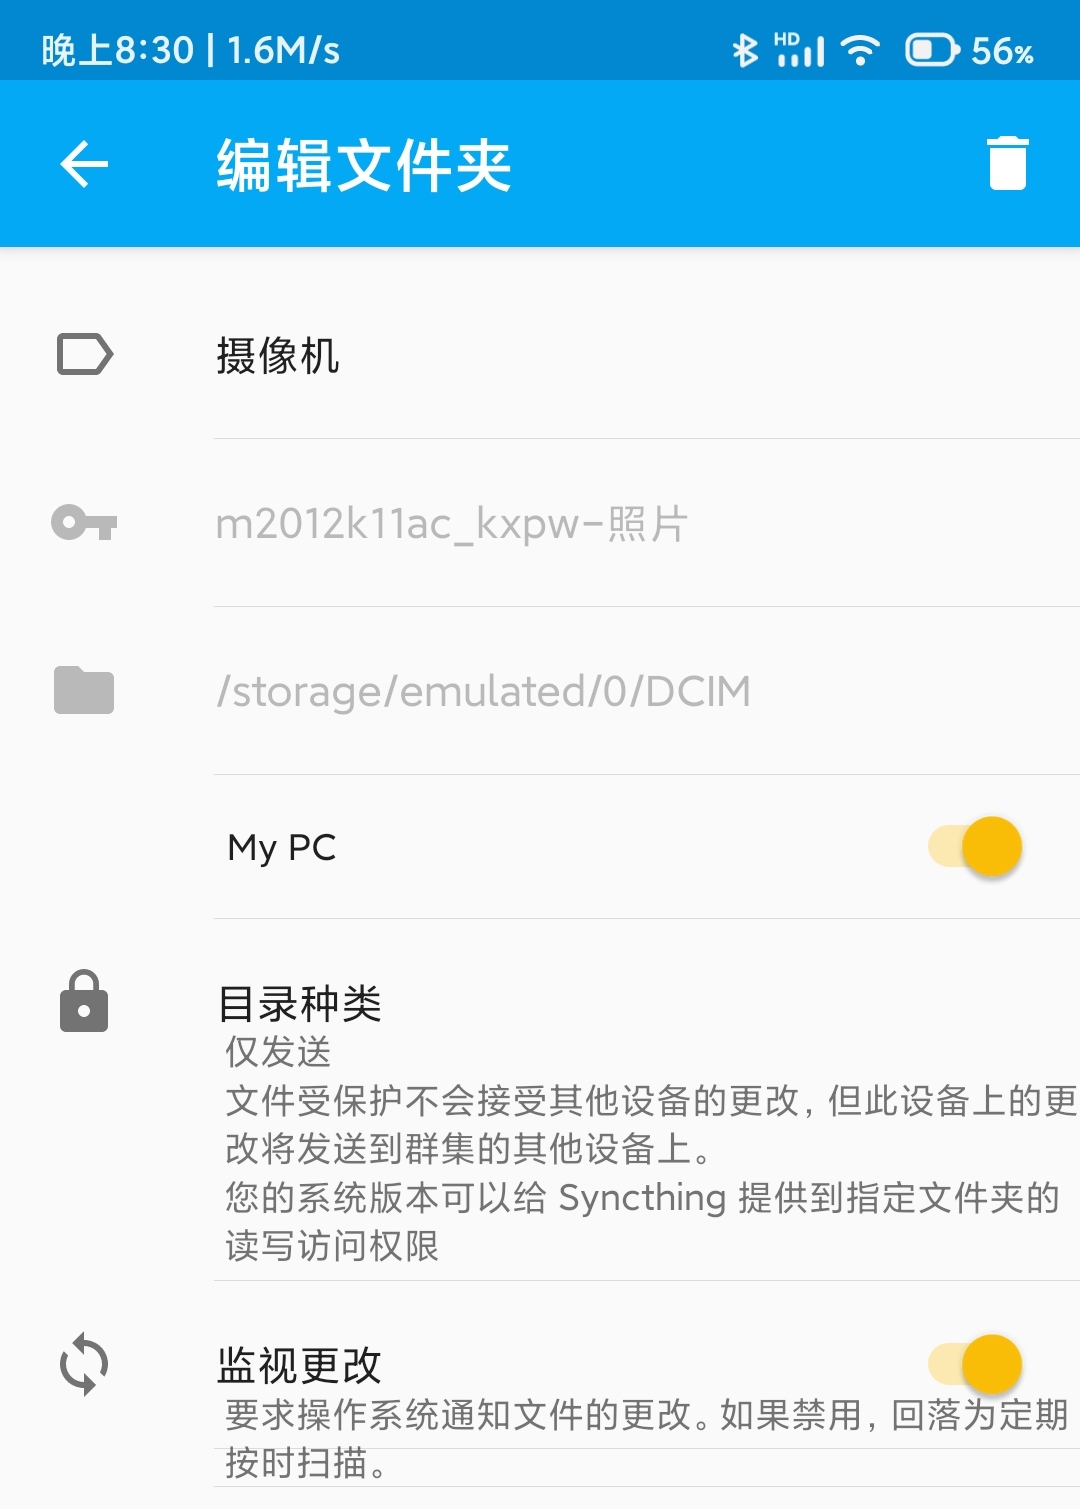 晚上8:30 | 1.6M/s HD 56%
编辑文件夹
摄像机
m2012k11ac_kxpw-照片
/storage/emulated/0/DCIM
My PC
目录种类
仅发送
文件受保护不会接受其他设备的更改，但此设备上的更
改将发送到群集的其他设备上。
您的系统版本可以给 Syncthing 提供到指定文件夹的
读写访问权限
监视更改
要求操作系统通知文件的更改。如果禁用，回落为定期
按时扫描。